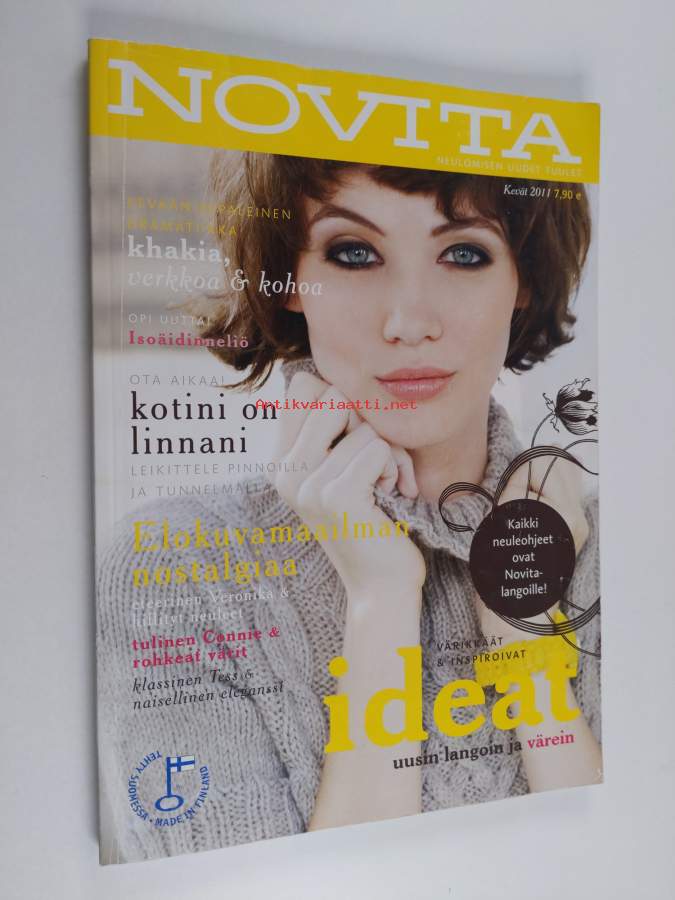 NOVITA
NEULOMISEN UUDET TUULET
Kevät 2011 7,90 e
KEVÄÄN UPALEINEN
DRAMATIIKKA
khakia,
verkkoa & kohoa
OPI UUTTA!
Isoäidinneliö
OTA AIKAA!
kotini on
linnani
LEIKITTELE PINNOILLA
JA TUNNELMALLA
Antikvariaatti.net
Elokuvamaailman
nostalgiaa
eteerinen Veronika &
hillityt neuleet
tulinen Connie &
rohkeat värit
klassinen Tess &
naisellinen eleganssi
Kaikki
neuleohjeet
ovat
Novita-
langoille!
VÄRIKKÄÄT
& INSPIROIVAT
ideat
uusin langoin ja värein
TEHTY SUOMESSA • MADE IN FINLAND